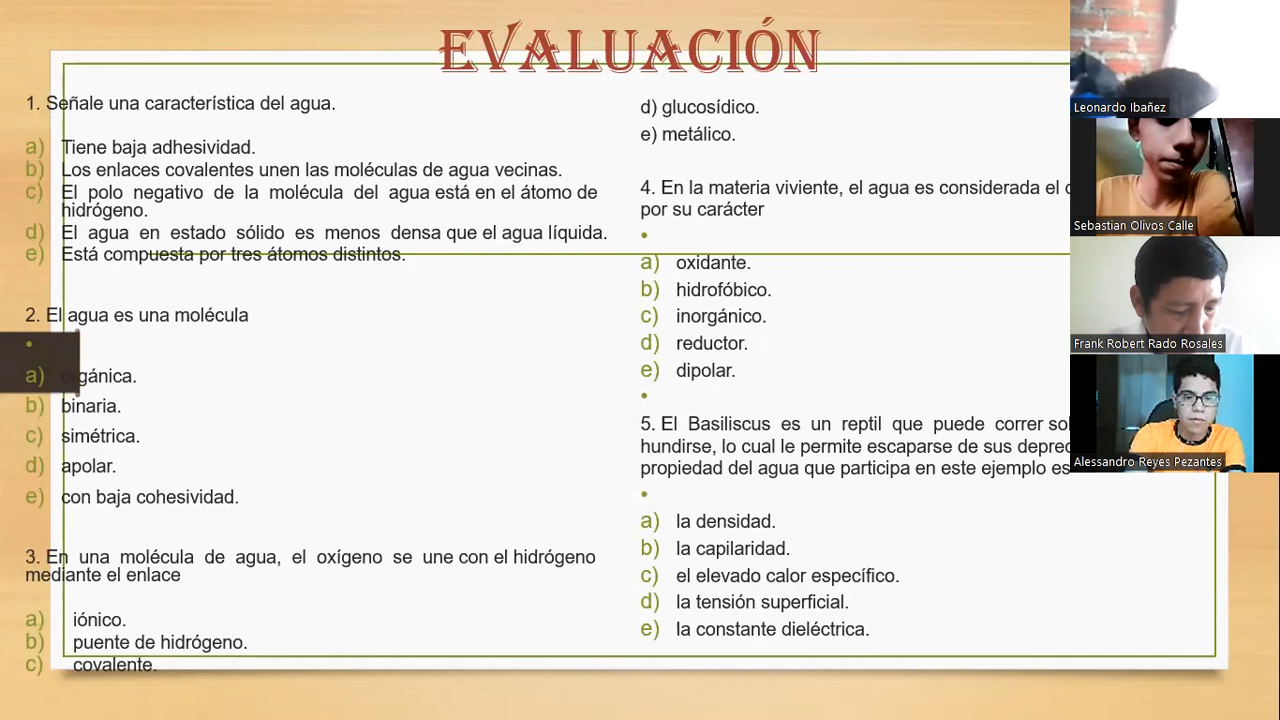 EVALUACIÓN
1. Señale una característica del agua.
a) Tiene baja adhesividad.
b) Los enlaces covalentes unen las moléculas de agua vecinas.
c) El polo negativo de la molécula del agua está en el átomo de
hidrógeno.
d) El agua en estado sólido es menos denso que el agua líquida.
e) Está compuesta por tres átomos distintos.
2. El agua es una molécula
•
a) orgánica.
b) binaria.
c) simétrica.
d) apolar.
e) con baja cohesividad.
3. En una molécula de agua, el oxígeno se une con el hidrógeno
mediante el enlace
a) iónico.
b) puente de hidrógeno.
c) covalente.
d) glucosídico.
e) metálico.
4. En la materia viviente, el agua es considerada el
por su carácter
•
a) oxidante.
b) hidrofóbico.
c) inorgánico.
d) reductor.
e) dipolar.
•
5. El Basiliscus es un reptil que puede correr
hundirse, lo cual le permite escaparse de sus
propiedad del agua que participa en este ejemplo es
•
a) la densidad.
b) la capilaridad.
c) el elevado calor específico.
d) la tensión superficial.
e) la constante dieléctrica.
Leonardo Ibañez
Sebastian Olivos Calle
Frank Robert Rado Rosales
Alessandro Reyes Pezantes